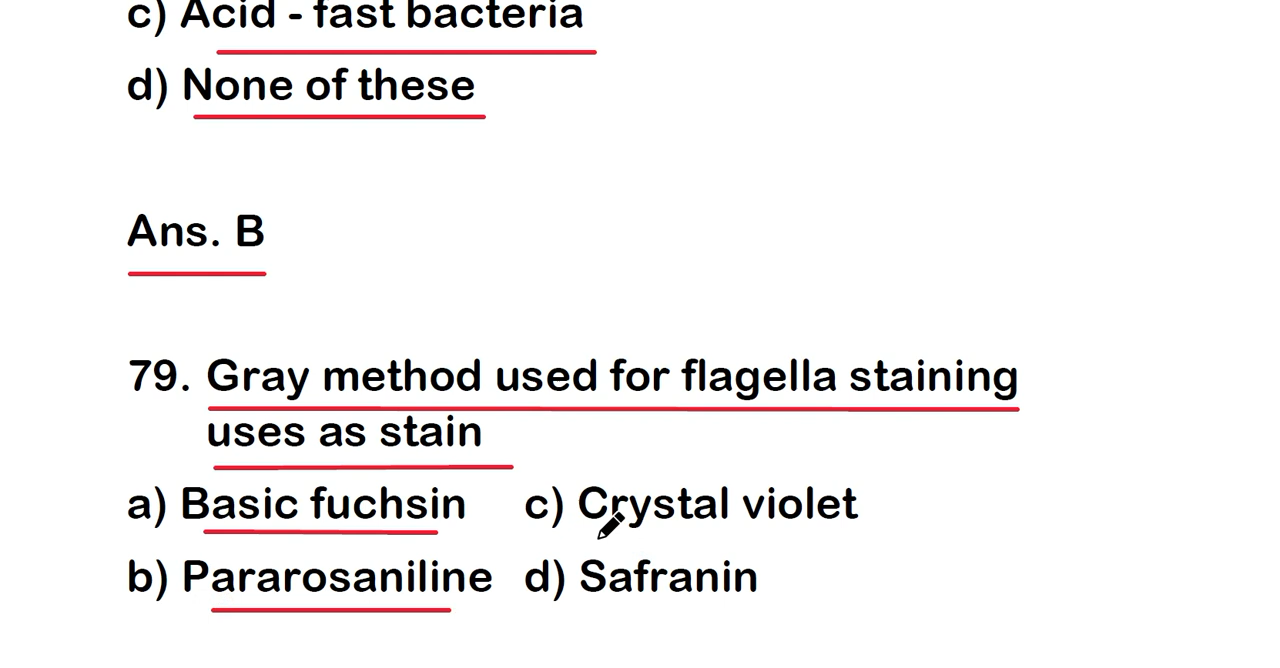 c) Acid - fast bacteria
d) None of these
Ans. B
79. Gray method used for flagella staining
uses as stain
a) Basic fuchsin c) Crystal violet
b) Pararosaniline d) Safranin